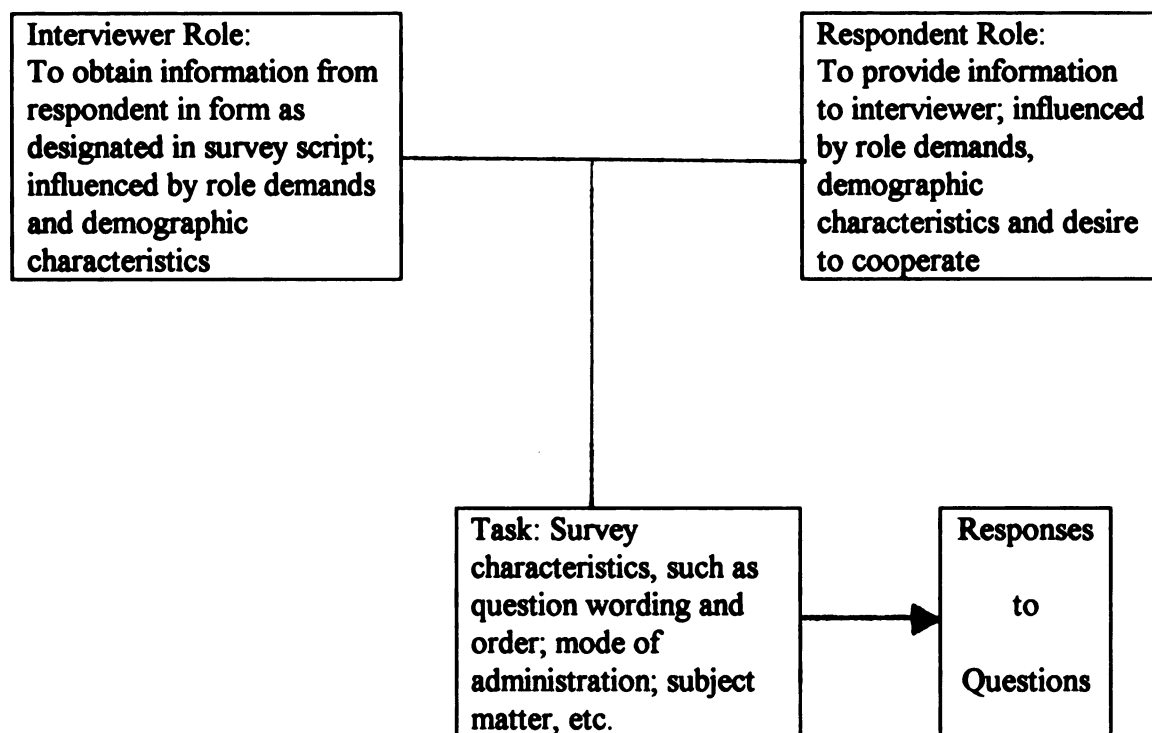 Interviewer Role:
To obtain information from
respondent in form as
designated in survey script;
influenced by role demands
and demographic
characteristics
Respondent Role:
To provide information
to interviewer; influenced
by role demands,
demographic
characteristics and desire
to cooperate
Task: Survey
characteristics, such as
question wording and
order; mode of
administration; subject
matter, etc.
Responses
to
Questions